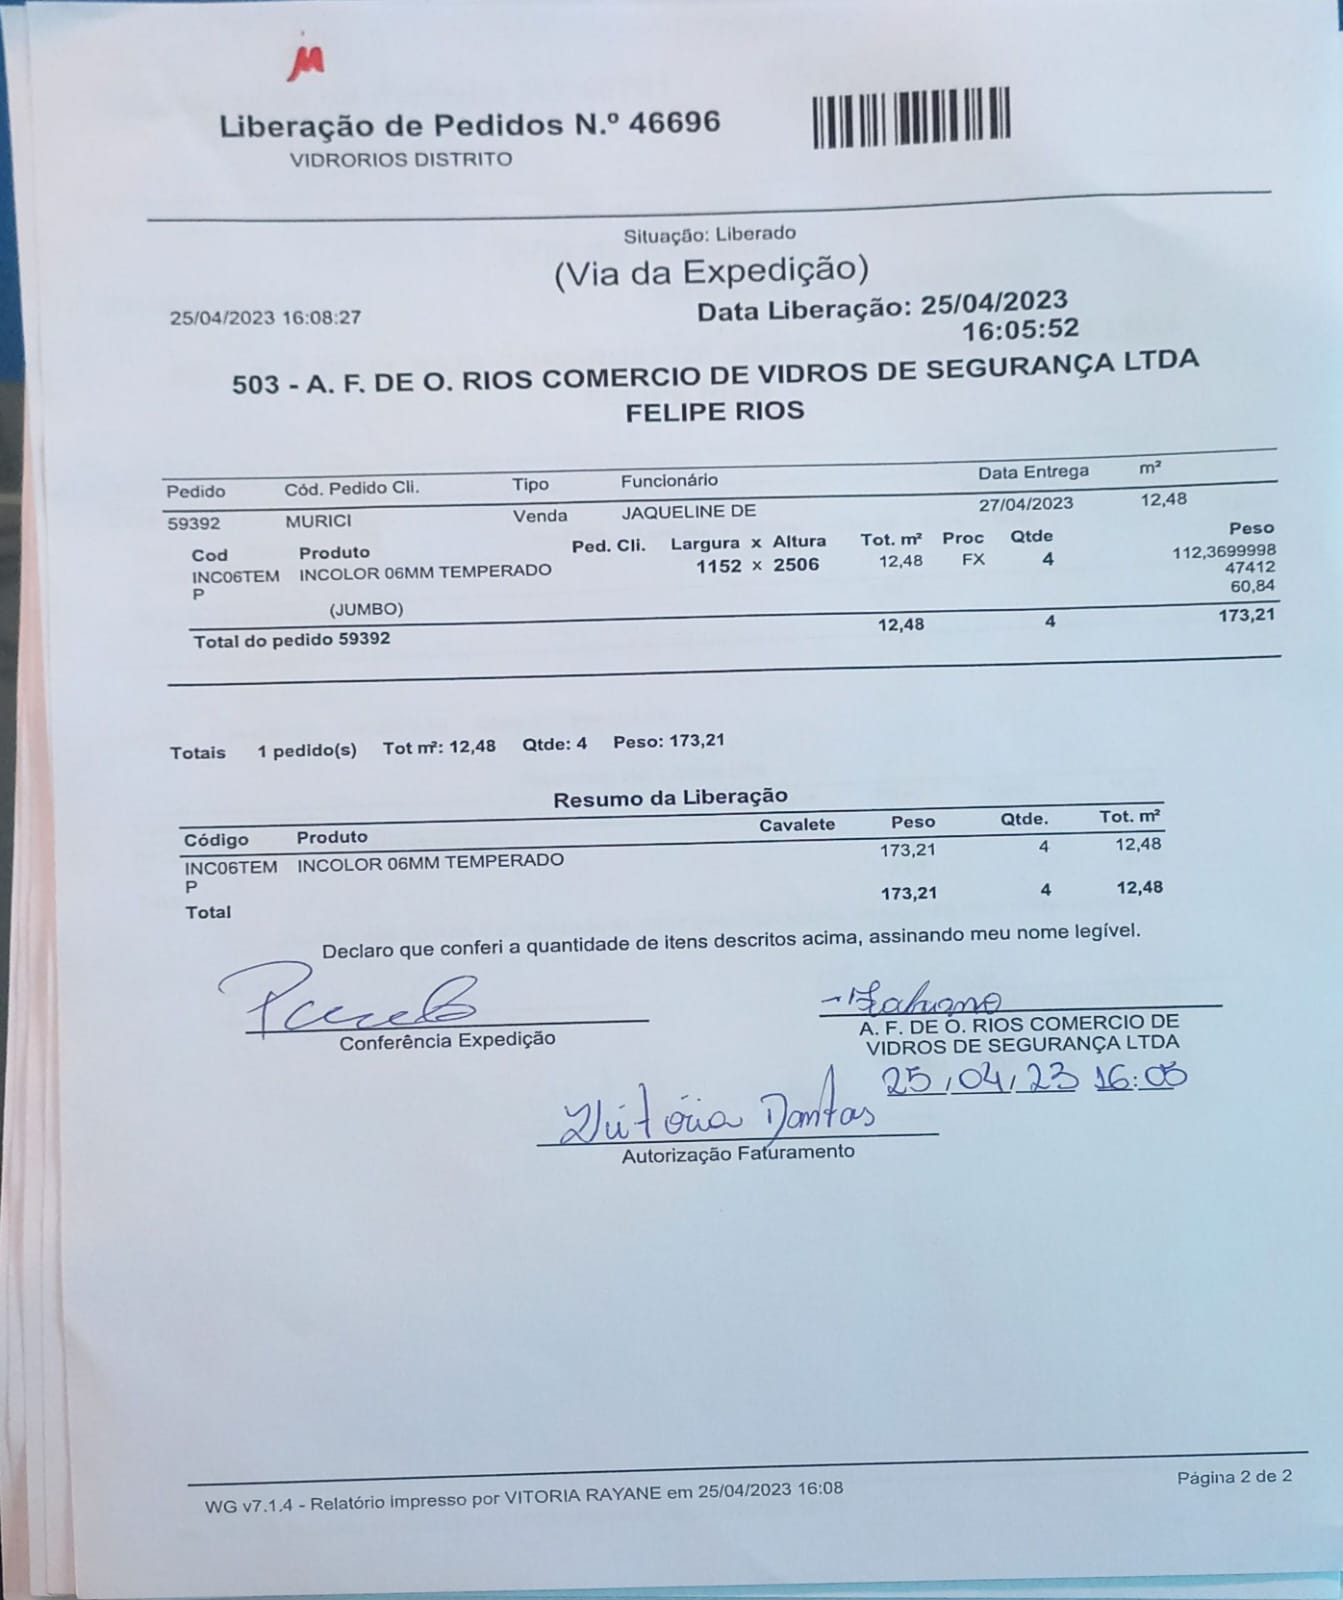 M
Liberação de Pedidos N.º 46696
VIDRORIOS DISTRITO
Situação: Liberado
(Via da Expedição)
25/04/2023 16:08:27 Data Liberação: 25/04/2023
16:05:52
503 - A. F. DE O. RIOS COMERCIO DE VIDROS DE SEGURANÇA LTDA
FELIPE RIOS
Pedido Cód. Pedido Cli. Tipo Funcionário Data Entrega m²
59392 MURICI Venda JAQUELINE DE 27/04/2023 12,48
Cod Produto Ped. Cli. Largura x Altura Tot. m² Proc Qtde Peso
INC06TEM INCOLOR 06MM TEMPERADO 1152 x 2506 12,48 FX 4 112,3699998
P 47412
(JUMBO) 60,84
Total do pedido 59392 12,48 4 173,21
Totais 1 pedido(s) Tot m²: 12,48 Qtde: 4 Peso: 173,21
Resumo da Liberação
Código Produto Cavalete Peso Qtde. Tot. m²
INC06TEM INCOLOR 06MM TEMPERADO 173,21 4 12,48
P
Total 173,21 4 12,48
Declaro que conferi a quantidade de itens descritos acima, assinando meu nome legível.
Conferência Expedição
A. F. DE O. RIOS COMERCIO DE
VIDROS DE SEGURANÇA LTDA
25/04/23 16:05
Vitória Dantas
Autorização Faturamento
WG v7.1.4 - Relatório impresso por VITORIA RAYANE em 25/04/2023 16:08 Página 2 de 2